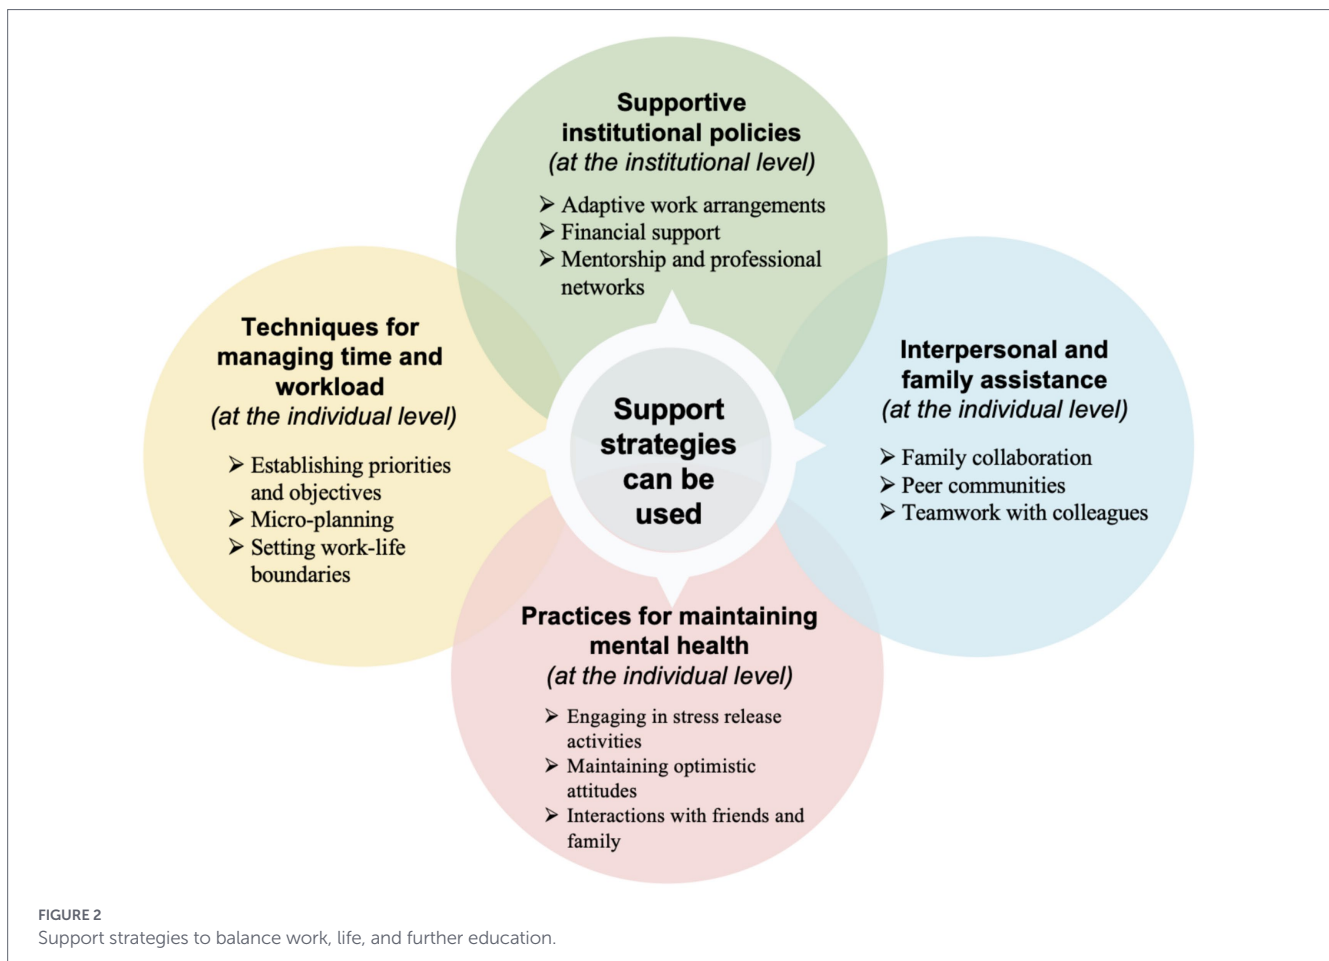 Supportive
institutional policies
(at the institutional level)
➢ Adaptive work arrangements
➢ Financial support
➢ Mentorship and professional
networks
Techniques for
managing time and
workload
(at the individual level)
➢ Establishing priorities
and objectives
➢ Micro-planning
➢ Setting work-life
boundaries
Support
strategies
can be
used
Interpersonal and
family assistance
(at the individual level)
➢ Family collaboration
➢ Peer communities
➢ Teamwork with colleagues
Practices for maintaining
mental health
(at the individual level)
➢ Engaging in stress release
activities
➢ Maintaining optimistic
attitudes
➢ Interactions with friends and
family
FIGURE 2
Support strategies to balance work, life, and further education.